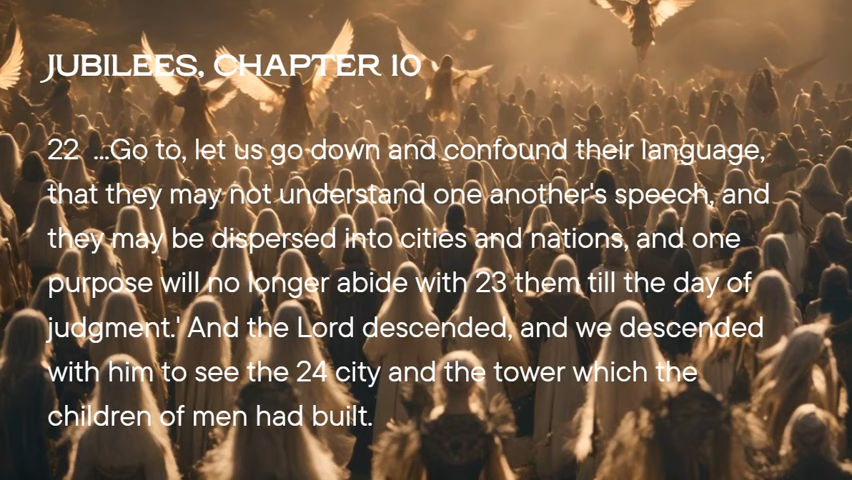 JUBILEES, CHAPTER 10
22 ...Go to, let us go down and confound their language,
that they may not understand one another's speech, and
they may be dispersed into cities and nations, and one
purpose will no longer abide with 23 them till the day of
judgment.' And the Lord descended, and we descended
with him to see the 24 city and the tower which the
children of men had built.